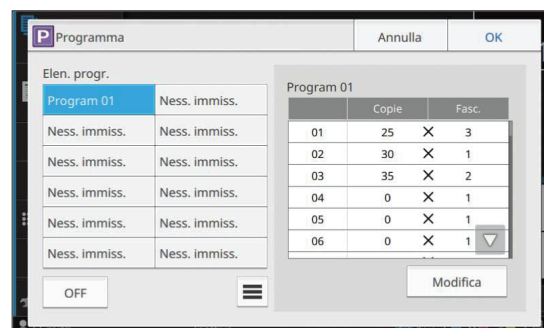 P Programma Annulla OK
Elen. progr.
Program 01 Ness. immiss.
Ness. immiss. Ness. immiss.
Ness. immiss. Ness. immiss.
Ness. immiss. Ness. immiss.
Ness. immiss. Ness. immiss.
Ness. immiss. Ness. immiss.
OFF
Program 01
Copie Fasc.
01 25 X 3
02 30 X 1
03 35 X 2
04 0 X 1
05 0 X 1
06 0 X 1
Modifica